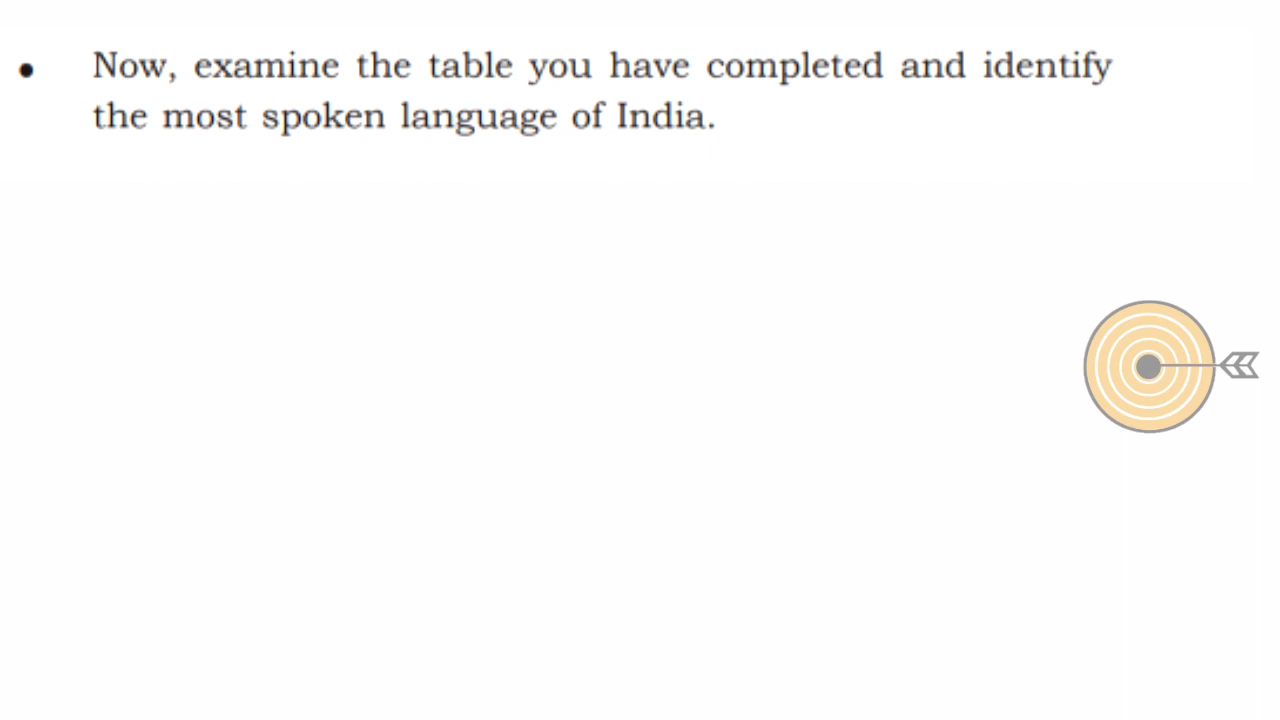 • Now, examine the table you have completed and identify
the most spoken language of India.